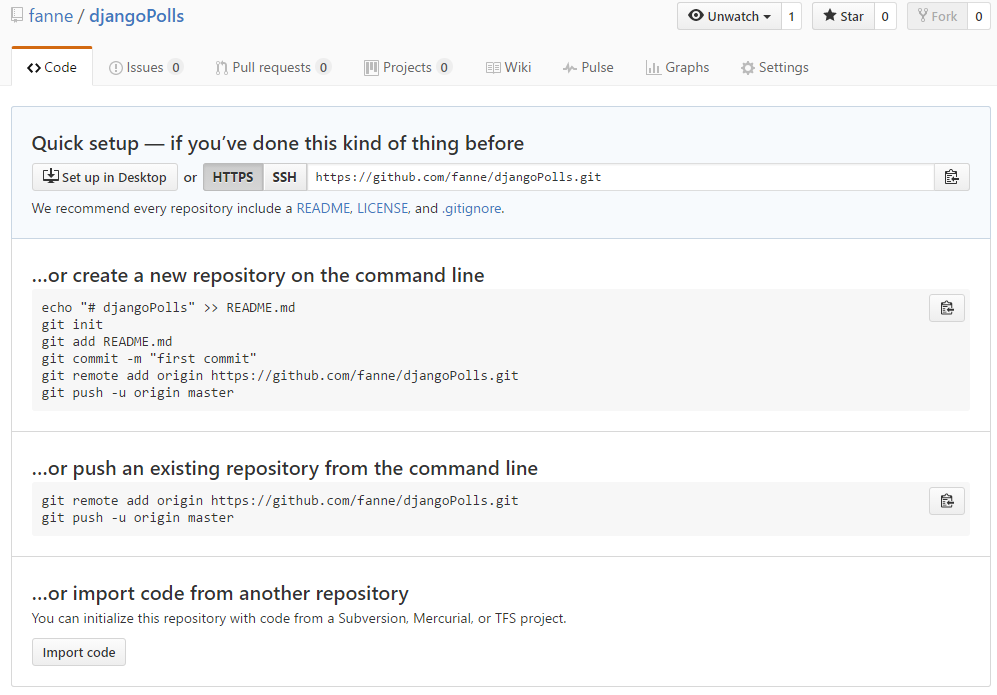 fanne / djangoPolls
Unwatch 1 Star 0 Fork 0
Code Issues 0 Pull requests 0 Projects 0 Wiki Pulse Graphs Settings
Quick setup — if you’ve done this kind of thing before
Set up in Desktop or HTTPS SSH https://github.com/fanne/djangoPolls.git
We recommend every repository include a README, LICENSE, and .gitignore.
…or create a new repository on the command line
echo "# djangoPolls" >> README.md
git init
git add README.md
git commit -m "first commit"
git remote add origin https://github.com/fanne/djangoPolls.git
git push -u origin master
…or push an existing repository from the command line
git remote add origin https://github.com/fanne/djangoPolls.git
git push -u origin master
…or import code from another repository
You can initialize this repository with code from a Subversion, Mercurial, or TFS project.
Import code